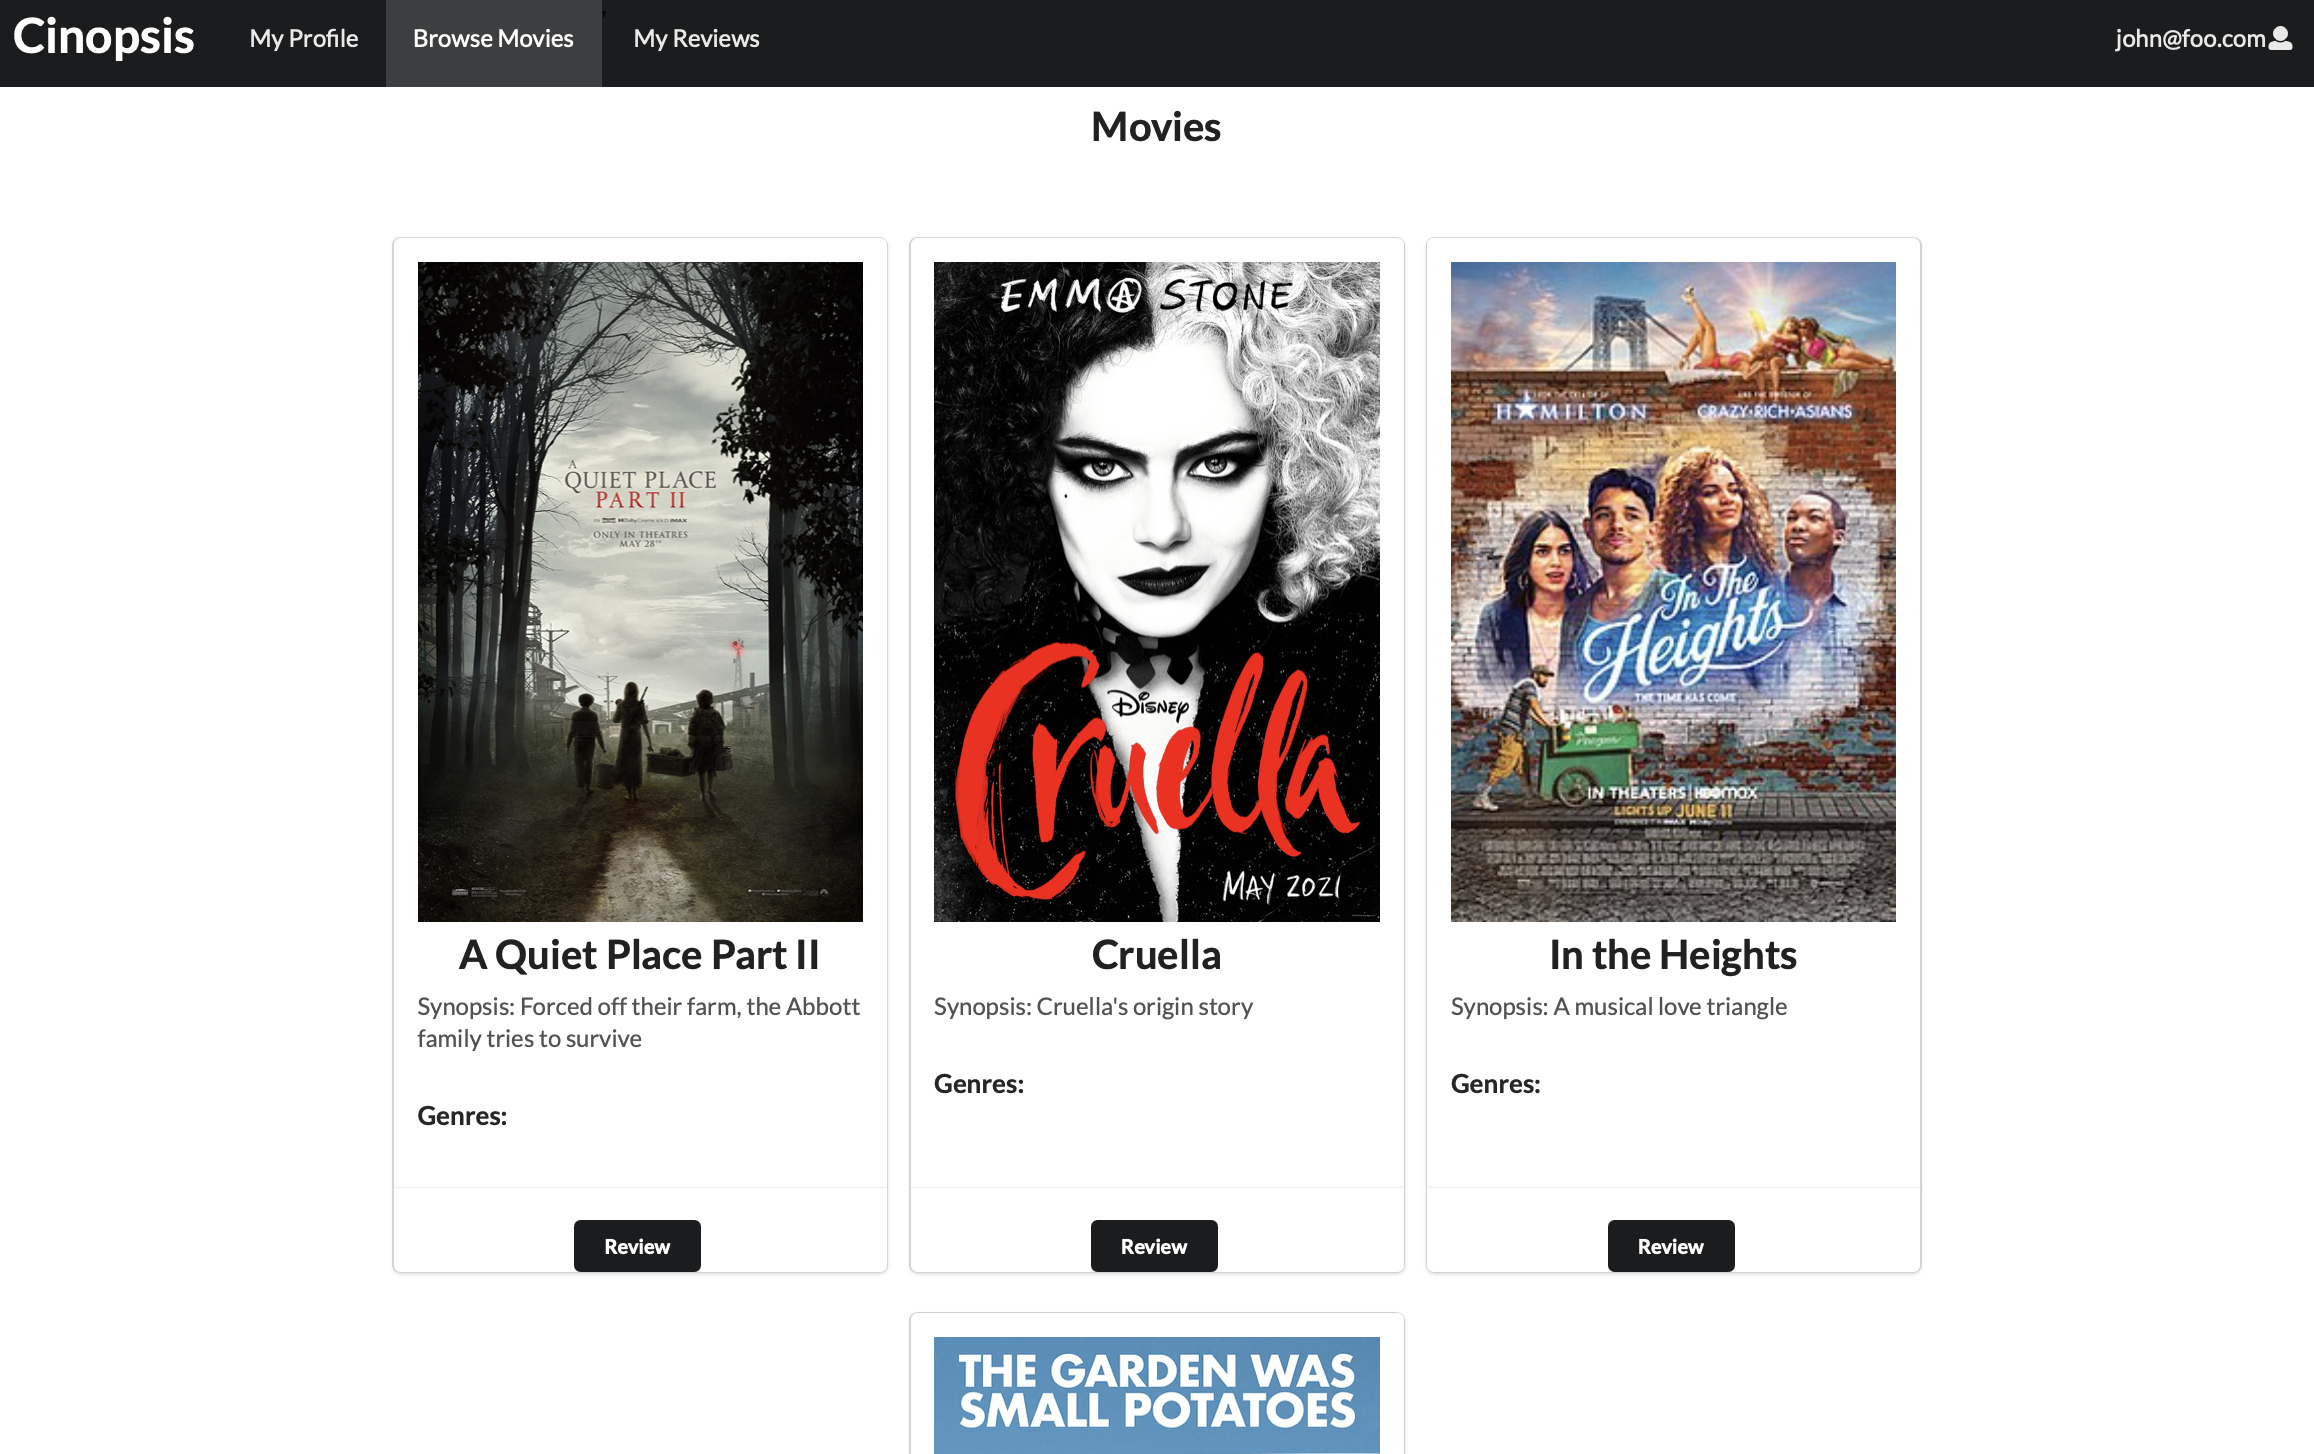 Cinopsis
My Profile
Browse Movies
,
My Reviews
john@foo.com
Movies
A
QUIET PLACE
PART II
ONLY IN THEATRES
MAY 28TH
A Quiet Place Part II
Synopsis: Forced off their farm, the Abbott
family tries to survive
Genres:
Review
EMMA STONE
DISNEY
Cruella
MAY 2021
Cruella
Synopsis: Cruella's origin story
Genres:
Review
HAMILTON
CRAZY·RICH·ASIANS
In The
Heights
THE TIME HAS COME
IN THEATERS | HBOMAX
LIGHTS UP JUNE 11
In the Heights
Synopsis: A musical love triangle
Genres:
Review
THE GARDEN WAS
SMALL POTATOES